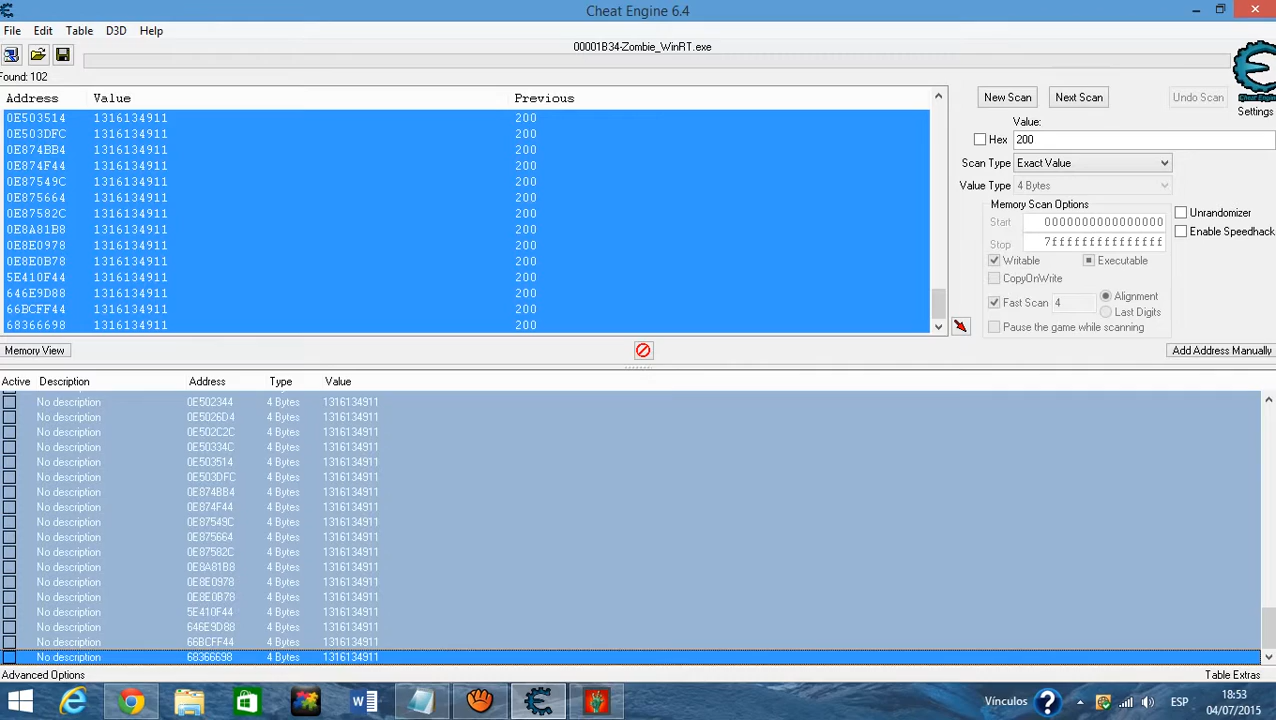 Cheat Engine 6.4
File Edit Table D3D Help
00001B34-Zombie_WinRT.exe
Found: 102
Address Value Previous
0E503514 1316134911 200
0E503DFC 1316134911 200
0E874BB4 1316134911 200
0E874F44 1316134911 200
0E87549C 1316134911 200
0E875664 1316134911 200
0E87582C 1316134911 200
0E8A81B8 1316134911 200
0E8E0978 1316134911 200
0E8E0B78 1316134911 200
5E410F44 1316134911 200
646E9D88 1316134911 200
66BCFF44 1316134911 200
68366698 1316134911 200
New Scan Next Scan Undo Scan
Cheat Engine
Settings
Value:
Hex 200
Scan Type Exact Value
Value Type 4 Bytes
Memory Scan Options
Start 0000000000000000
Stop 7fffffffffffffff
Writable Executable
CopyOnWrite
Fast Scan 4 Alignment
Last Digits
Pause the game while scanning
Unrandomizer
Enable Speedhack
Memory View Add Address Manually
Active Description Address Type Value
No description 0E502344 4 Bytes 1316134911
No description 0E5026D4 4 Bytes 1316134911
No description 0E502C2C 4 Bytes 1316134911
No description 0E50334C 4 Bytes 1316134911
No description 0E503514 4 Bytes 1316134911
No description 0E503DFC 4 Bytes 1316134911
No description 0E874BB4 4 Bytes 1316134911
No description 0E874F44 4 Bytes 1316134911
No description 0E87549C 4 Bytes 1316134911
No description 0E875664 4 Bytes 1316134911
No description 0E87582C 4 Bytes 1316134911
No description 0E8A81B8 4 Bytes 1316134911
No description 0E8E0978 4 Bytes 1316134911
No description 0E8E0B78 4 Bytes 1316134911
No description 5E410F44 4 Bytes 1316134911
No description 646E9D88 4 Bytes 1316134911
No description 66BCFF44 4 Bytes 1316134911
No description 68366698 4 Bytes 1316134911
Advanced Options Table Extras
Vínculos ESP 18:53
04/07/2015